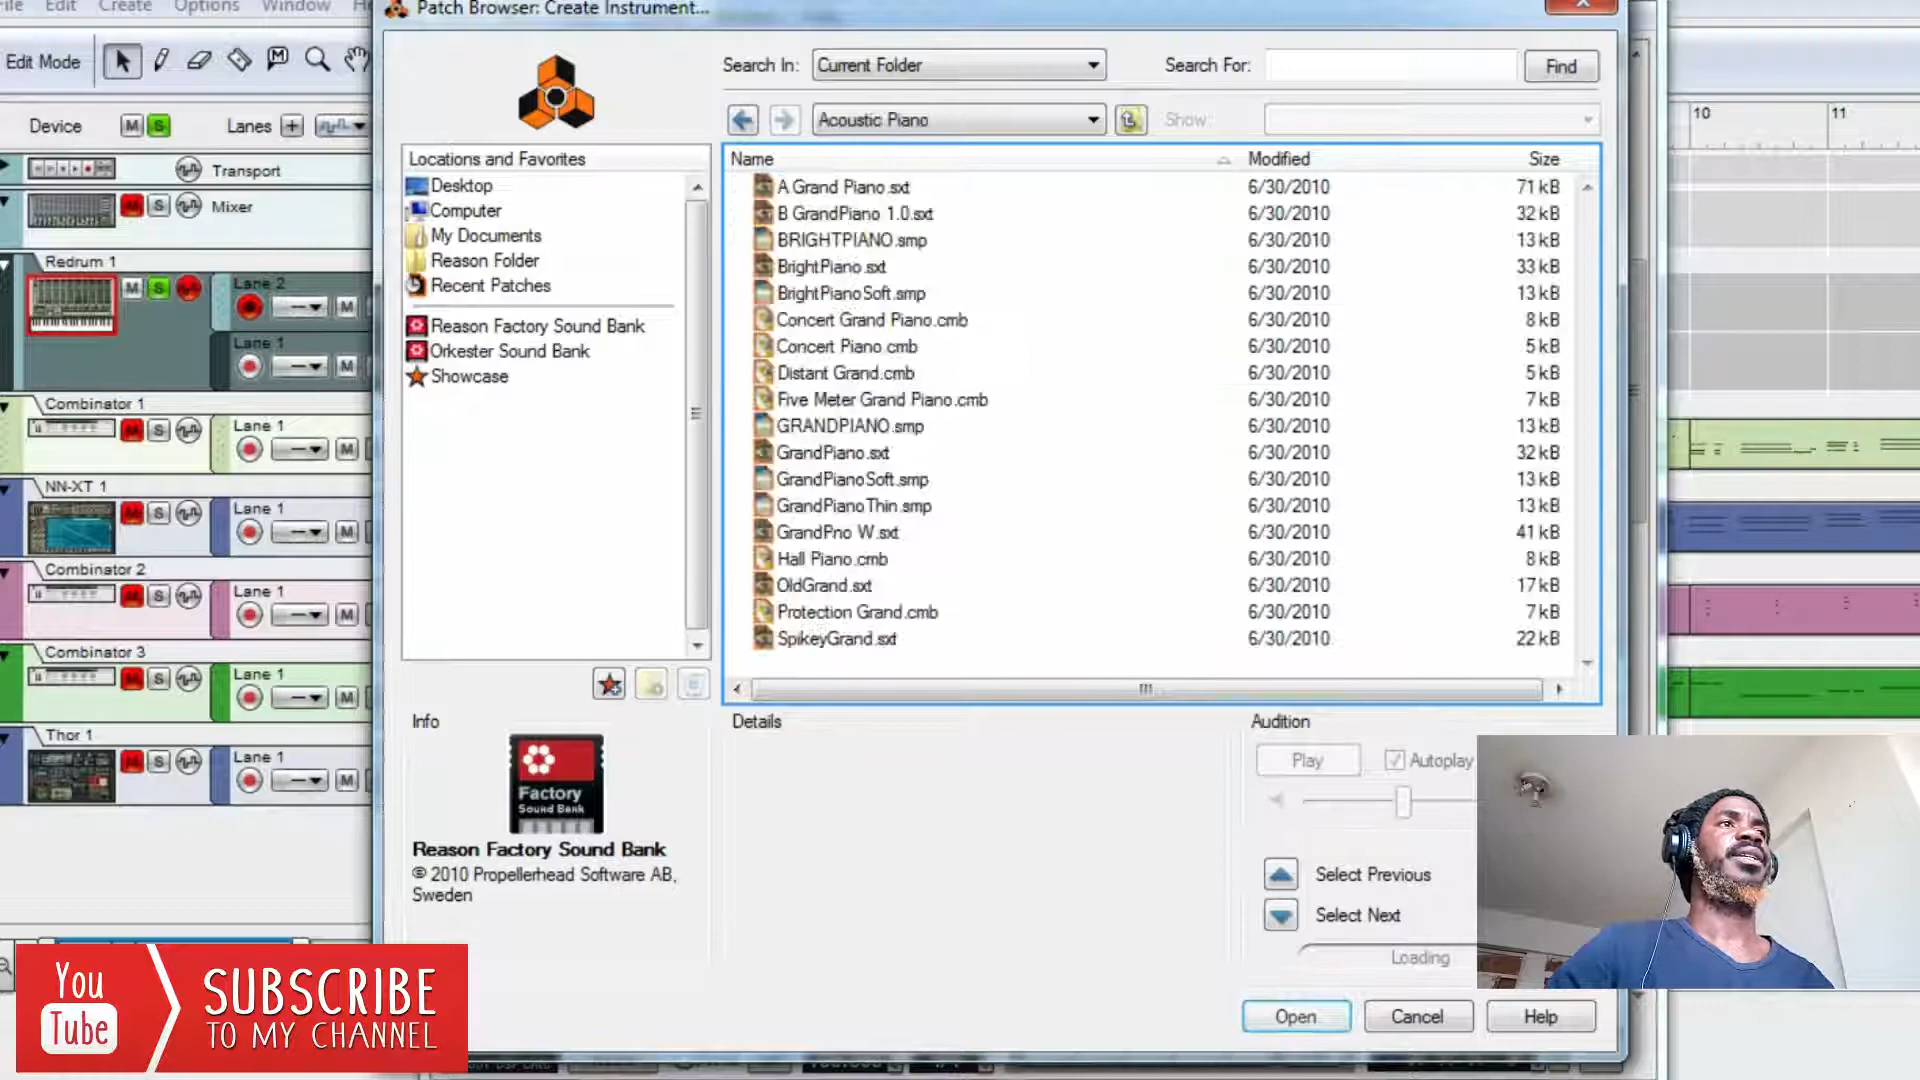 File Edit Create Options Window
Patch Browser: Create Instrument...
Edit Mode
Search In: Current Folder Search For: Find
Acoustic Piano Show:
10 11
Device M S Lanes +
Transport
Mixer
S
Redrum 1
M S Lane 2
M
Lane 1
M
Combinator 1
M S Lane 1
M
NN-XT 1
M S Lane 1
M
Combinator 2
M S Lane 1
M
Combinator 3
M S Lane 1
M
Thor 1
M S Lane 1
M
Locations and Favorites
Desktop
Computer
My Documents
Reason Folder
Recent Patches
Reason Factory Sound Bank
Orkester Sound Bank
Showcase
Name Modified Size
A Grand Piano.sxt 6/30/2010 71 kB
B GrandPiano 1.0.sxt 6/30/2010 32 kB
BRIGHTPIANO.smp 6/30/2010 13 kB
BrightPiano.sxt 6/30/2010 33 kB
BrightPianoSoft.smp 6/30/2010 13 kB
Concert Grand Piano.cmb 6/30/2010 8 kB
Concert Piano.cmb 6/30/2010 5 kB
Distant Grand.cmb 6/30/2010 5 kB
Five Meter Grand Piano.cmb 6/30/2010 7 kB
GRANDPIANO.smp 6/30/2010 13 kB
GrandPiano.sxt 6/30/2010 32 kB
GrandPianoSoft.smp 6/30/2010 13 kB
GrandPianoThin.smp 6/30/2010 13 kB
GrandPno W.sxt 6/30/2010 41 kB
Hall Piano.cmb 6/30/2010 8 kB
OldGrand.sxt 6/30/2010 17 kB
Protection Grand.cmb 6/30/2010 7 kB
SpikeyGrand.sxt 6/30/2010 22 kB
Info Details Audition
Factory
Sound Bank
Reason Factory Sound Bank
© 2010 Propellerhead Software AB,
Sweden
Play Autoplay
Select Previous
Select Next
Loading
Open Cancel Help
You
Tube
SUBSCRIBE
TO MY CHANNEL